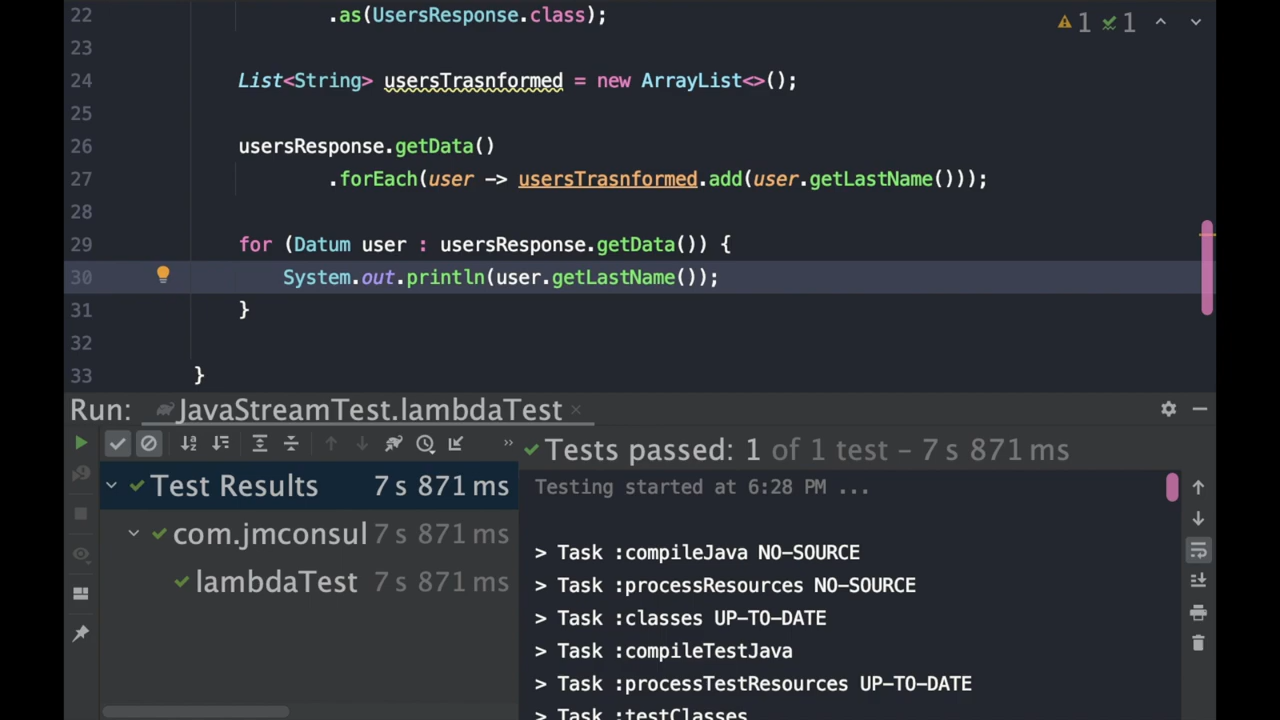 22 .as(UsersResponse.class);
1 1
23
24 List<String> usersTrasnformed = new ArrayList<>();
25
26 usersResponse.getData()
27 .forEach(user -> usersTrasnformed.add(user.getLastName()));
28
29 for (Datum user : usersResponse.getData()) {
30 System.out.println(user.getLastName());
31 }
32
33 }
Run: JavaStreamTest.lambdaTest ×
Tests passed: 1 of 1 test – 7 s 871 ms
Test Results 7 s 871 ms
com.jmconsul 7 s 871 ms
lambdaTest 7 s 871 ms
Testing started at 6:28 PM ...
> Task :compileJava NO-SOURCE
> Task :processResources NO-SOURCE
> Task :classes UP-TO-DATE
> Task :compileTestJava
> Task :processTestResources UP-TO-DATE
> Task :testClasses